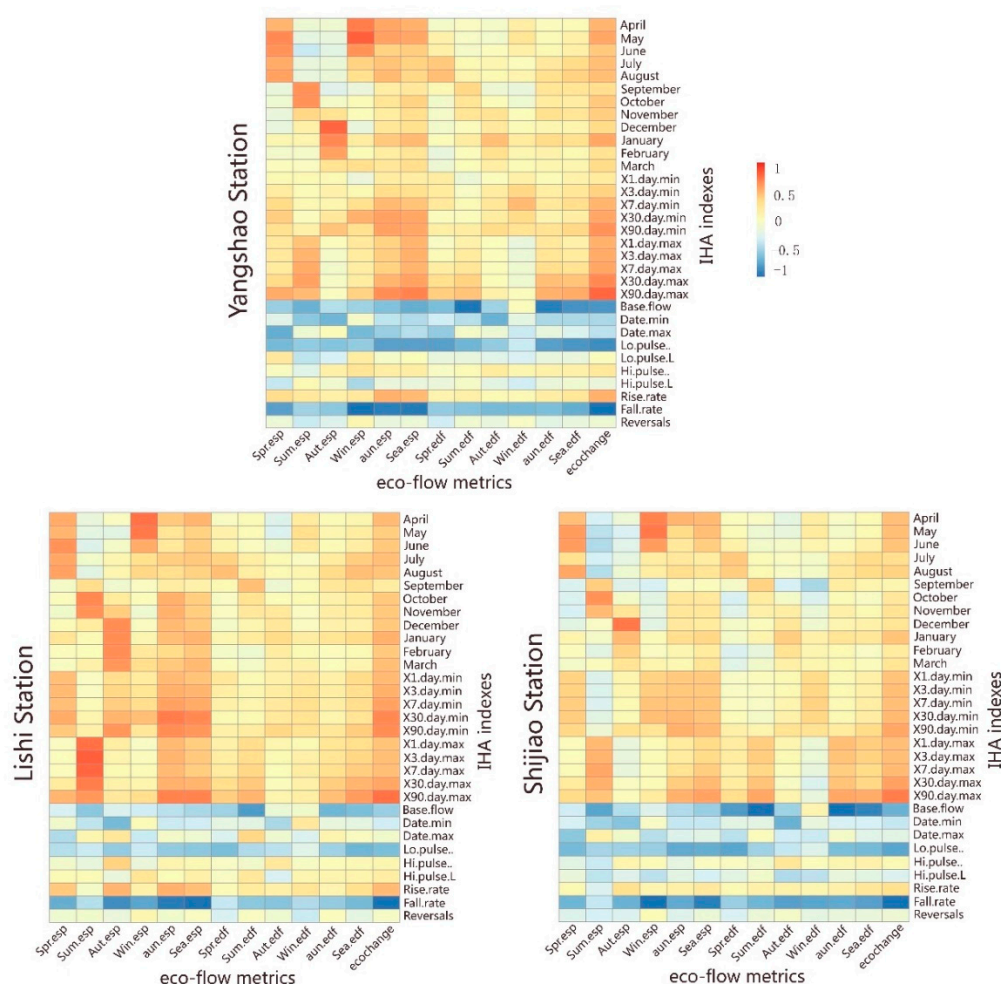 Yangshao Station
April
May
June
July
August
September
October
November
December
January
February
March
X1.day.min
X3.day.min
X7.day.min
X30.day.min
X90.day.min
X1.day.max
X3.day.max
X7.day.max
X30.day.max
X90.day.max
Base.flow
Date.min
Date.max
Lo.pulse..
Lo.pulse.L
Hi.pulse..
Hi.pulse.L
Rise.rate
Fall.rate
Reversals
IHA indexes
1
0.5
0
-0.5
-1
Spr.esp
Sum.esp
Aut.esp
Win.esp
aun.esp
Sea.esp
Spr.edf
Sum.edf
Aut.edf
Win.edf
aun.edf
Sea.edf
ecochange
eco-flow metrics
Lishi Station
April
May
June
July
August
September
October
November
December
January
February
March
X1.day.min
X3.day.min
X7.day.min
X30.day.min
X90.day.min
X1.day.max
X3.day.max
X7.day.max
X30.day.max
X90.day.max
Base.flow
Date.min
Date.max
Lo.pulse..
Hi.pulse..
Hi.pulse.L
Rise.rate
Fall.rate
Reversals
IHA indexes
Spr.esp
Sum.esp
Aut.esp
Win.esp
aun.esp
Sea.esp
Spr.edf
Sum.edf
Aut.edf
Win.edf
aun.edf
Sea.edf
ecochange
eco-flow metrics
Shijiao Station
April
May
June
July
August
September
October
November
December
January
February
March
X1.day.min
X3.day.min
X7.day.min
X30.day.min
X90.day.min
X1.day.max
X3.day.max
X7.day.max
X30.day.max
X90.day.max
Base.flow
Date.min
Date.max
Lo.pulse..
Hi.pulse..
Hi.pulse.L
Rise.rate
Fall.rate
Reversals
IHA indexes
Spr.esp
Sum.esp
Aut.esp
Win.esp
aun.esp
Sea.esp
Spr.edf
Sum.edf
Aut.edf
Win.edf
aun.edf
Sea.edf
ecochange
eco-flow metrics